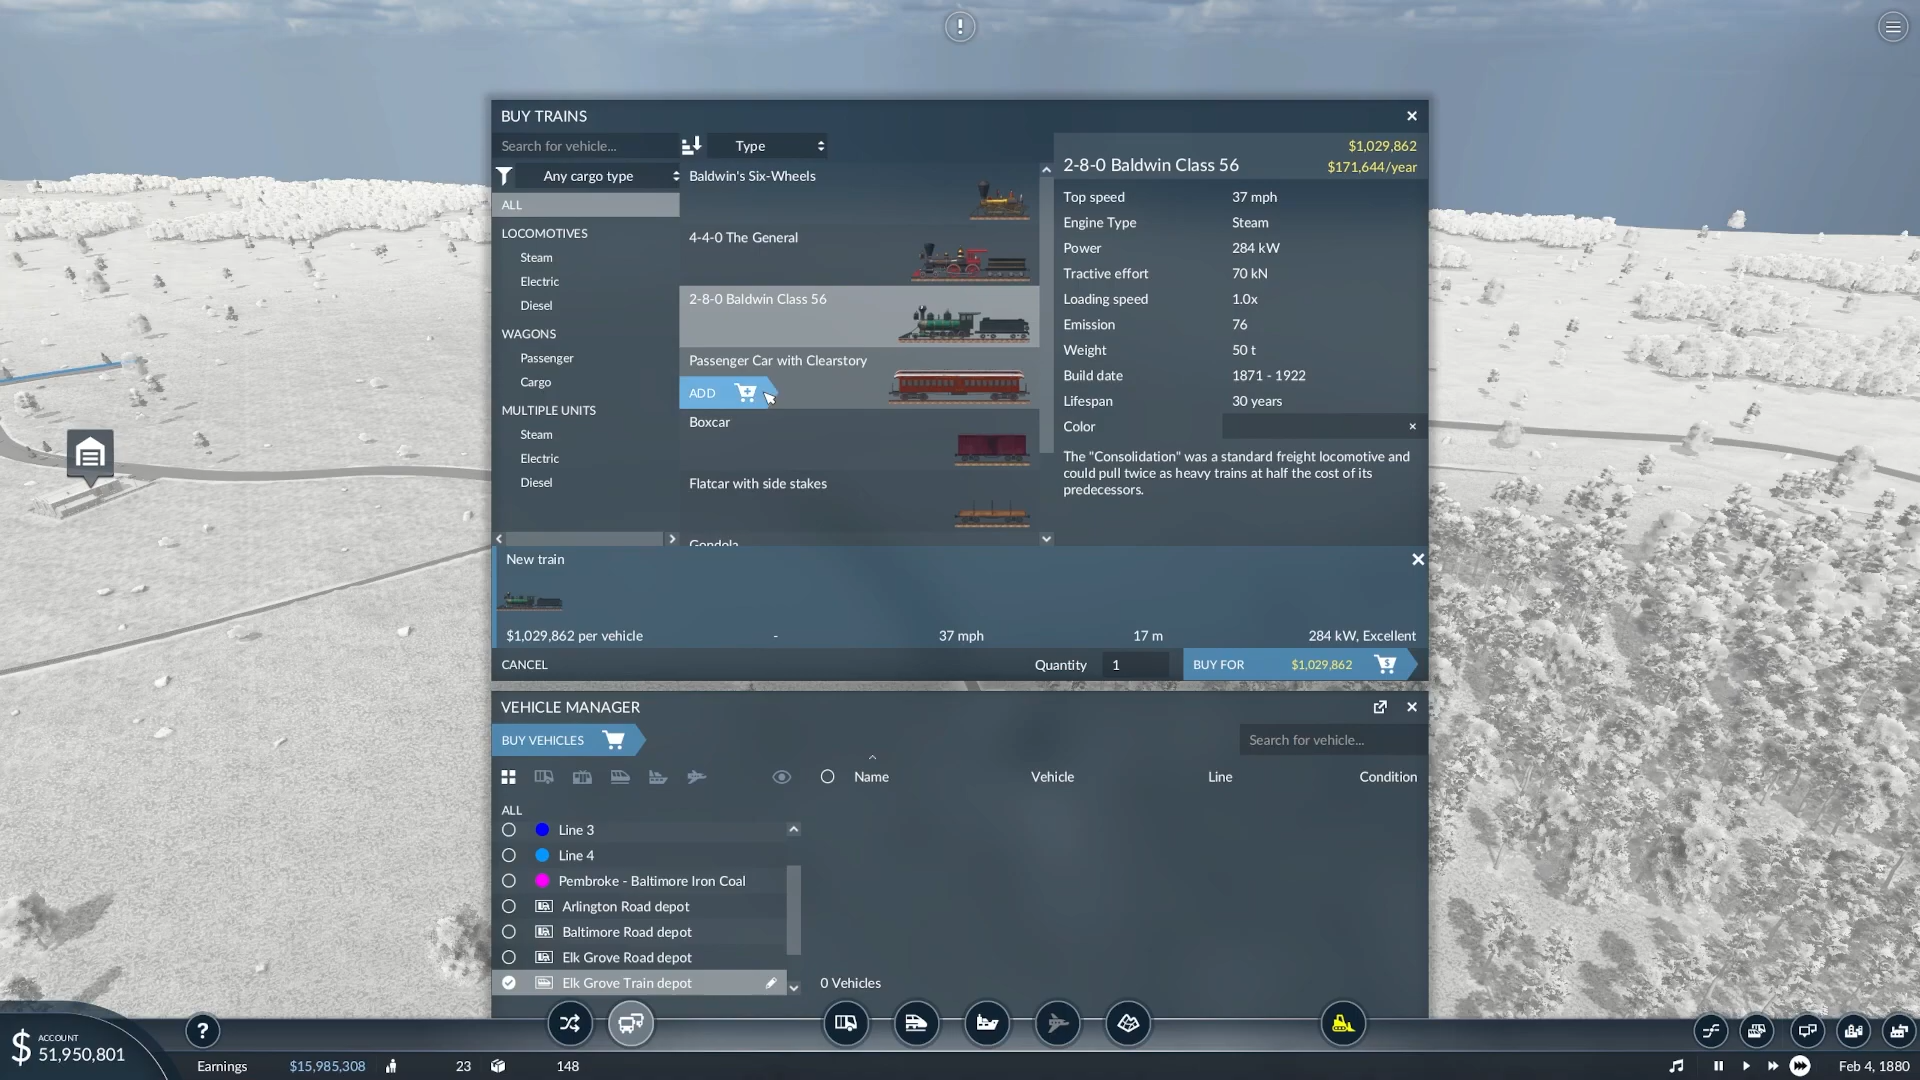 !
BUY TRAINS
Search for vehicle...
Type
Any cargo type
ALL
LOCOMOTIVES
Steam
Electric
Diesel
WAGONS
Passenger
Cargo
MULTIPLE UNITS
Steam
Electric
Diesel
Baldwin's Six-Wheels
4-4-0 The General
2-8-0 Baldwin Class 56
Passenger Car with Clearstory
ADD
Boxcar
Flatcar with side stakes
Gondola
$1,029,862
2-8-0 Baldwin Class 56
$171,644/year
Top speed 37 mph
Engine Type Steam
Power 284 kW
Tractive effort 70 kN
Loading speed 1.0x
Emission 76
Weight 50 t
Build date 1871 - 1922
Lifespan 30 years
Color
The "Consolidation" was a standard freight locomotive and
could pull twice as heavy trains at half the cost of its
predecessors.
New train
$1,029,862 per vehicle - 37 mph 17 m 284 kW, Excellent
CANCEL Quantity 1 BUY FOR $1,029,862
VEHICLE MANAGER
BUY VEHICLES
Search for vehicle...
Name Vehicle Line Condition
ALL
Line 3
Line 4
Pembroke - Baltimore Iron Coal
Arlington Road depot
Baltimore Road depot
Elk Grove Road depot
Elk Grove Train depot
0 Vehicles
$ ACCOUNT
51,950,801
?
Earnings $15,985,308 23 148
Feb 4, 1880